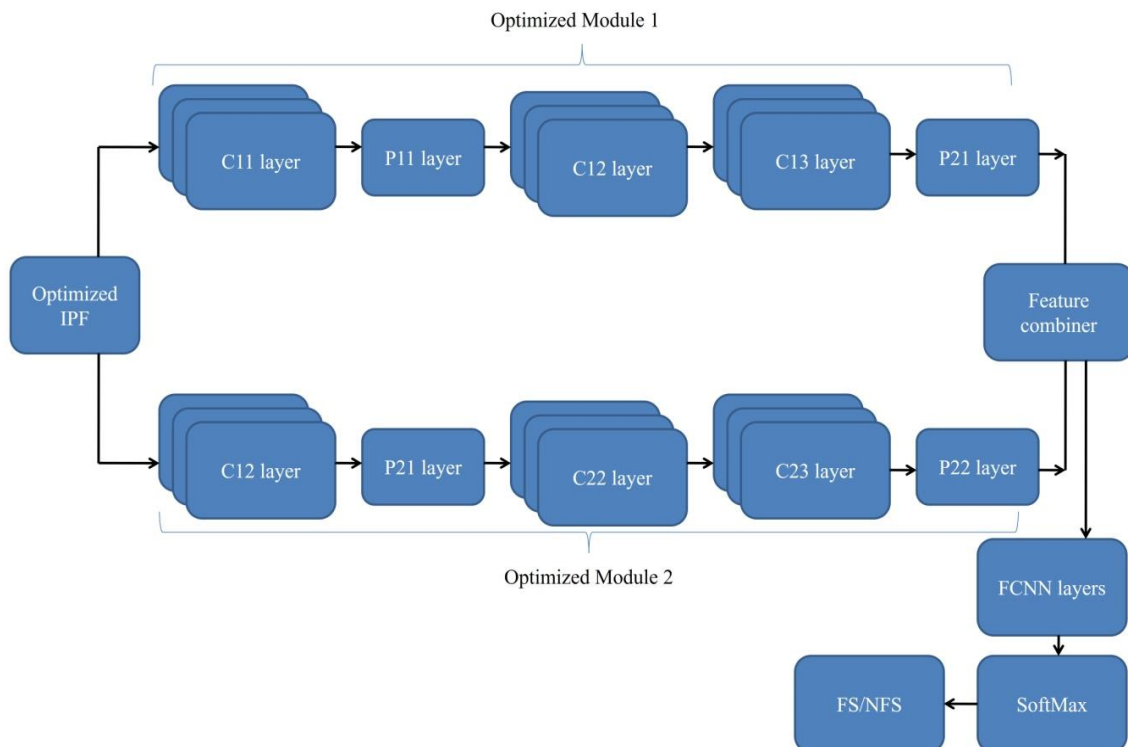 Optimized Module 1
C11 layer
P11 layer
C12 layer
C13 layer
P21 layer
Optimized
IPF
Feature
combiner
C12 layer
P21 layer
C22 layer
C23 layer
P22 layer
Optimized Module 2
FCNN layers
FS/NFS
SoftMax